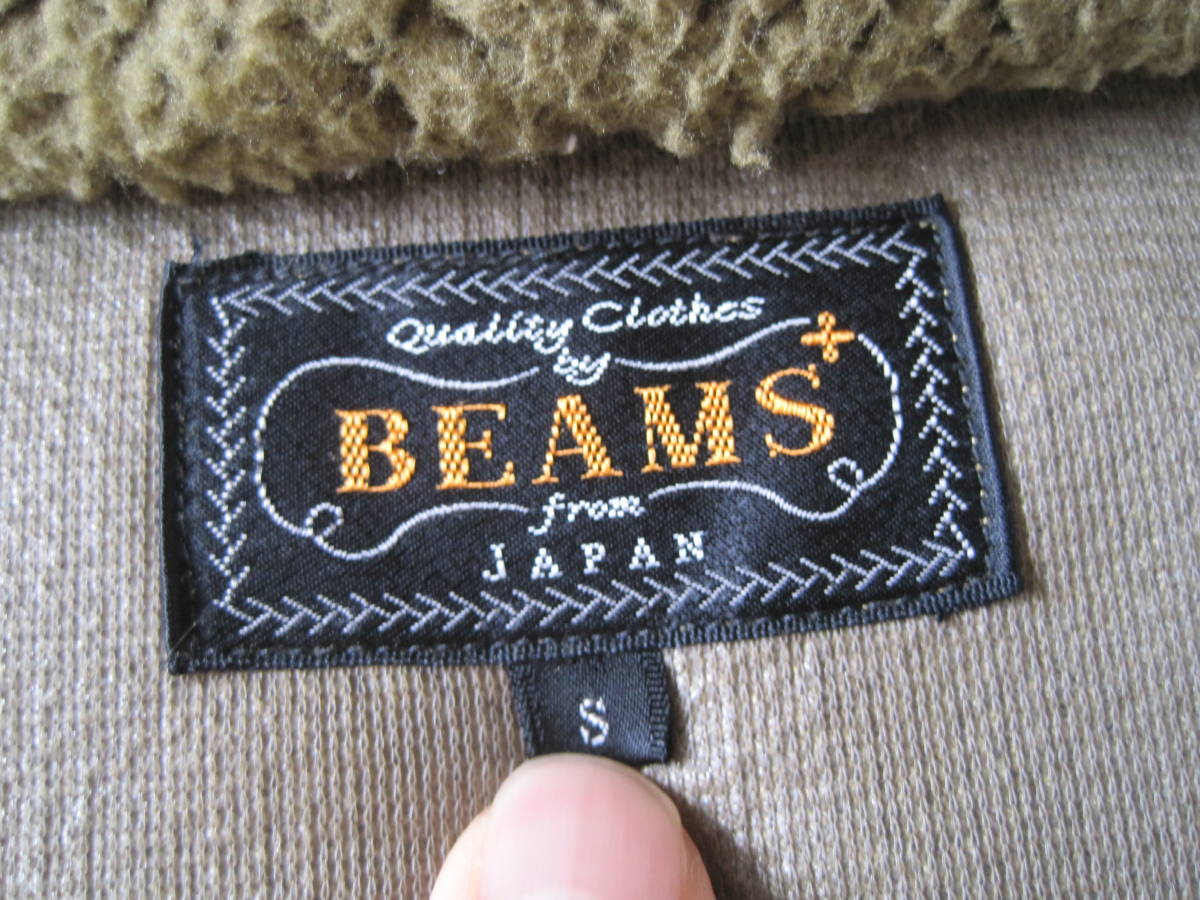 Quality Clothes
by
BEAMS+
from
JAPAN
S